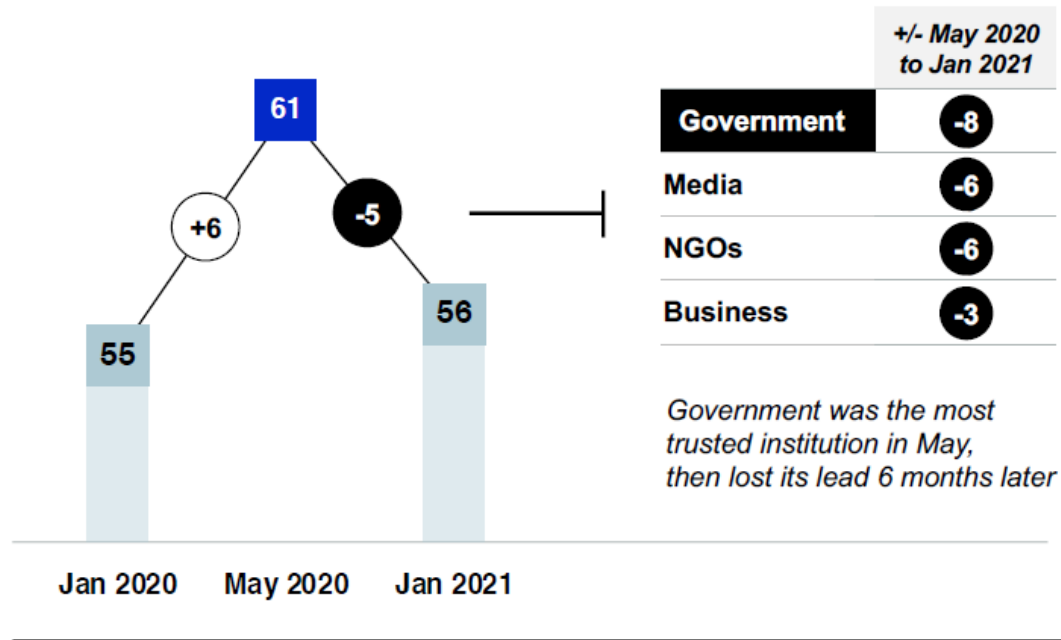 61
+6
-5
55
56
Jan 2020
May 2020
Jan 2021
+/- May 2020
to Jan 2021
Government -8
Media -6
NGOs -6
Business -3
Government was the most
trusted institution in May,
then lost its lead 6 months later